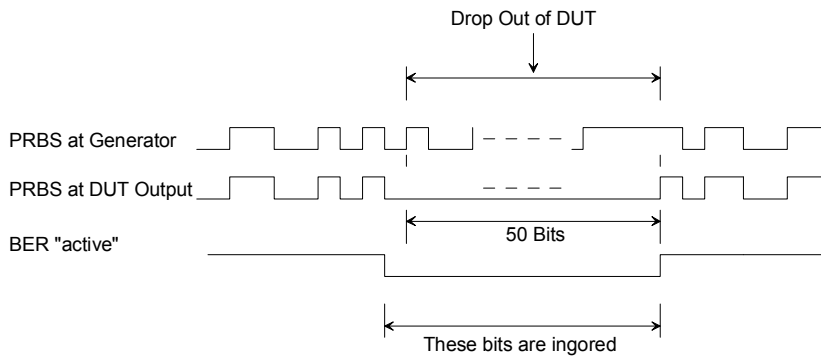 Drop Out of DUT
PRBS at Generator
PRBS at DUT Output
50 Bits
BER "active"
These bits are ingored